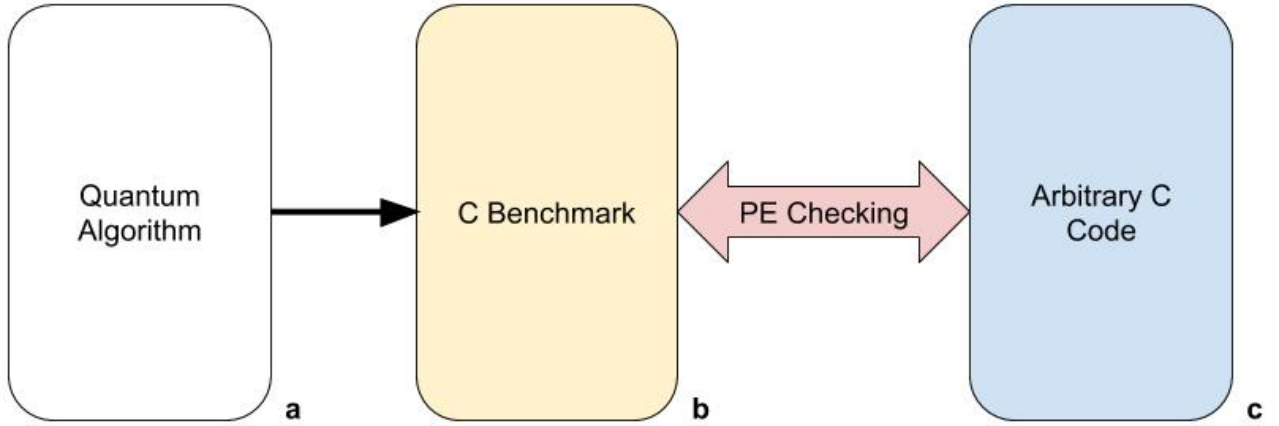 Quantum
Algorithm
a
C Benchmark
b
PE Checking
Arbitrary C
Code
c